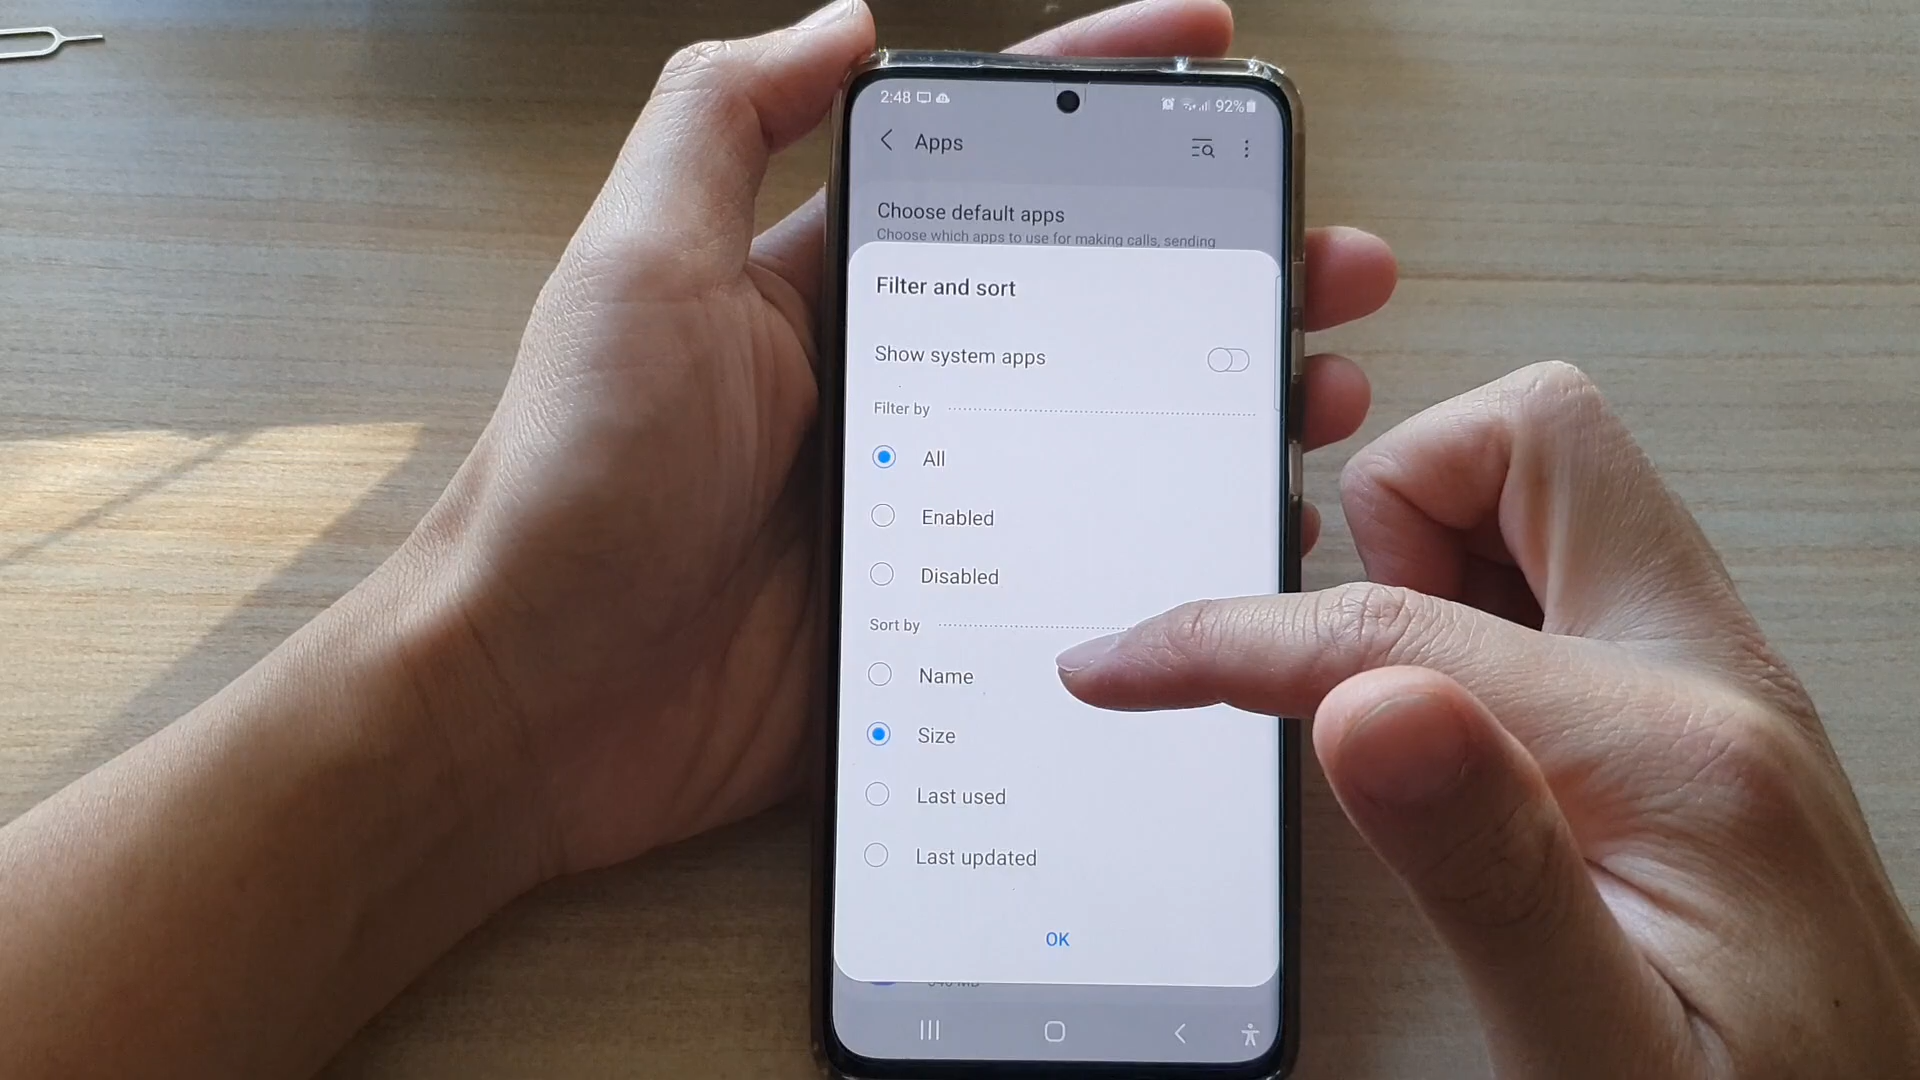 2:48
92%
Apps
Choose default apps
Choose which apps to use for making calls, sending
Filter and sort
Show system apps
Filter by
All
Enabled
Disabled
Sort by
Name
Size
Last used
Last updated
OK